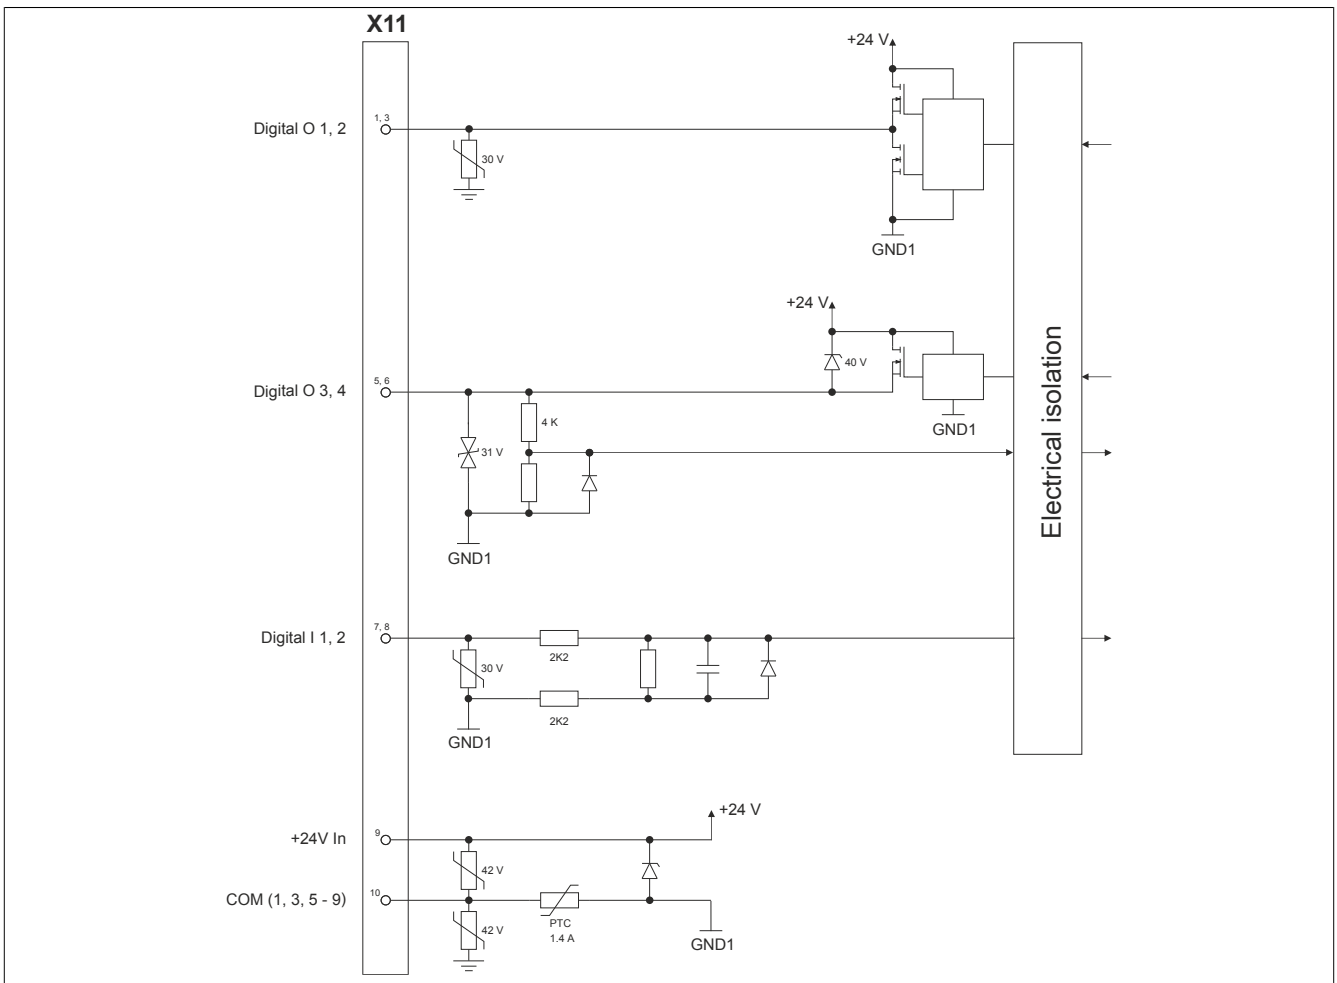 X11
+24 V
Digital O 1, 2
1, 3
30 V
GND1
+24 V
40 V
Digital O 3, 4
5, 6
4 K
GND1
31 V
GND1
Electrical isolation
Digital I 1, 2
7, 8
2K2
30 V
2K2
GND1
+24 V
+24V In
9
42 V
COM (1, 3, 5 - 9)
10
PTC
1.4 A
42 V
GND1